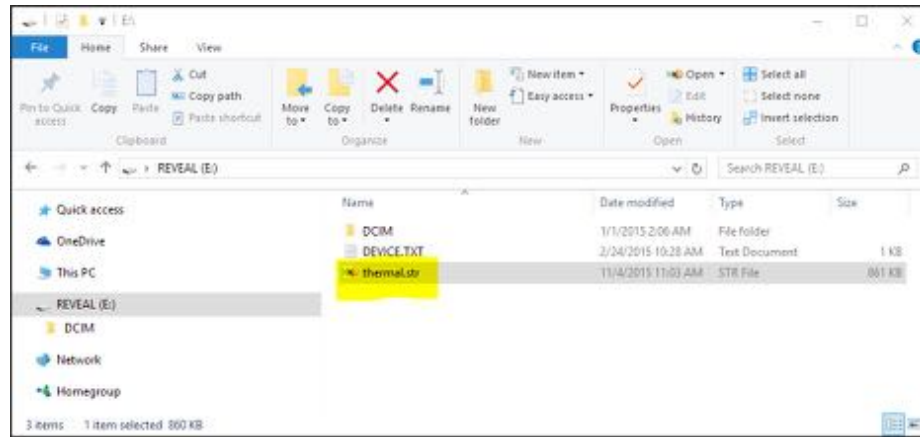 E:\
File Home Share View
Pin to Quick access
Copy
Paste
Cut
Copy path
Paste shortcut
Clipboard
Move to
Copy to
Delete
Rename
Organize
New folder
New item
Easy access
New
Properties
Open
Edit
History
Open
Select all
Select none
Invert selection
Select
REVEAL (E:)
Search REVEAL (E:)
Quick access
OneDrive
This PC
REVEAL (E:)
DCIM
Network
Homegroup
Name Date modified Type Size
DCIM 1/1/2015 2:06 AM File folder
DEVICE.TXT 2/24/2015 10:28 AM Text Document 1 KB
thermal.str 11/4/2015 11:03 AM STR File 861 KB
3 items 1 item selected 860 KB